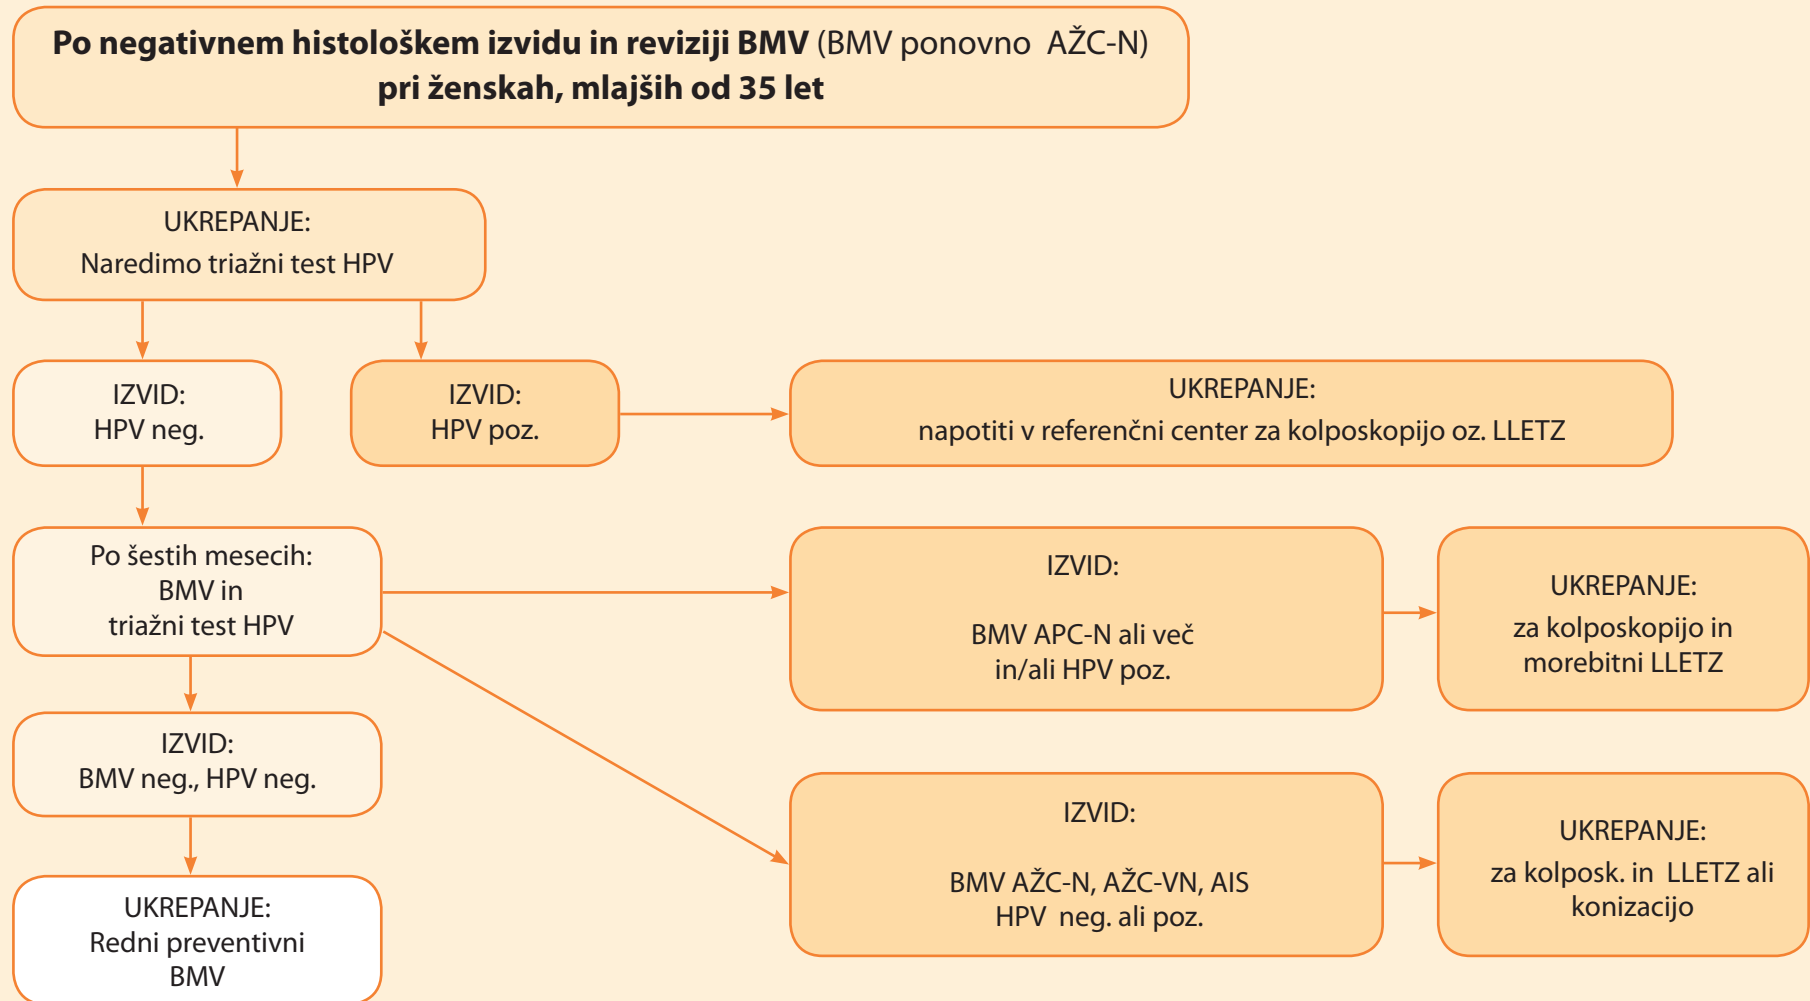 Po negativnem histološkem izvidu in reviziji BMV (BMV ponovno AŽC-N)
pri ženskah, mlajših od 35 let
UKREPANJE:
Naredimo triažni test HPV
IZVID:
HPV neg.
IZVID:
HPV poz.
UKREPANJE:
napotiti v referenčni center za kolposkopijo oz. LLETZ
Po šestih mesecih:
BMV in
triažni test HPV
IZVID:
BMV APC-N ali več
in/ali HPV poz.
UKREPANJE:
za kolposkopijo in
morebitni LLETZ
IZVID:
BMV neg., HPV neg.
IZVID:
BMV AŽC-N, AŽC-VN, AIS
HPV neg. ali poz.
UKREPANJE:
za kolposk. in LLETZ ali
konizacijo
UKREPANJE:
Redni preventivni
BMV